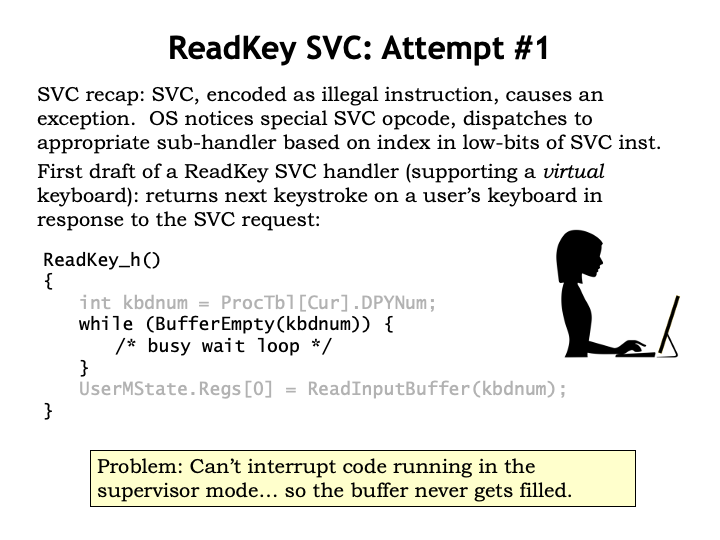 ReadKey SVC: Attempt #1
SVC recap: SVC, encoded as illegal instruction, causes an
exception.  OS notices special SVC opcode, dispatches to
appropriate sub-handler based on index in low-bits of SVC inst.
First draft of a ReadKey SVC handler (supporting a virtual
keyboard): returns next keystroke on a user’s keyboard in
response to the SVC request:
ReadKey_h()
{
    int kbdnum = ProcTbl[Cur].DPYNum;
    while (BufferEmpty(kbdnum)) {
        /* busy wait loop */
    }
    UserMState.Regs[0] = ReadInputBuffer(kbdnum);
}
Problem: Can’t interrupt code running in the
supervisor mode… so the buffer never gets filled.